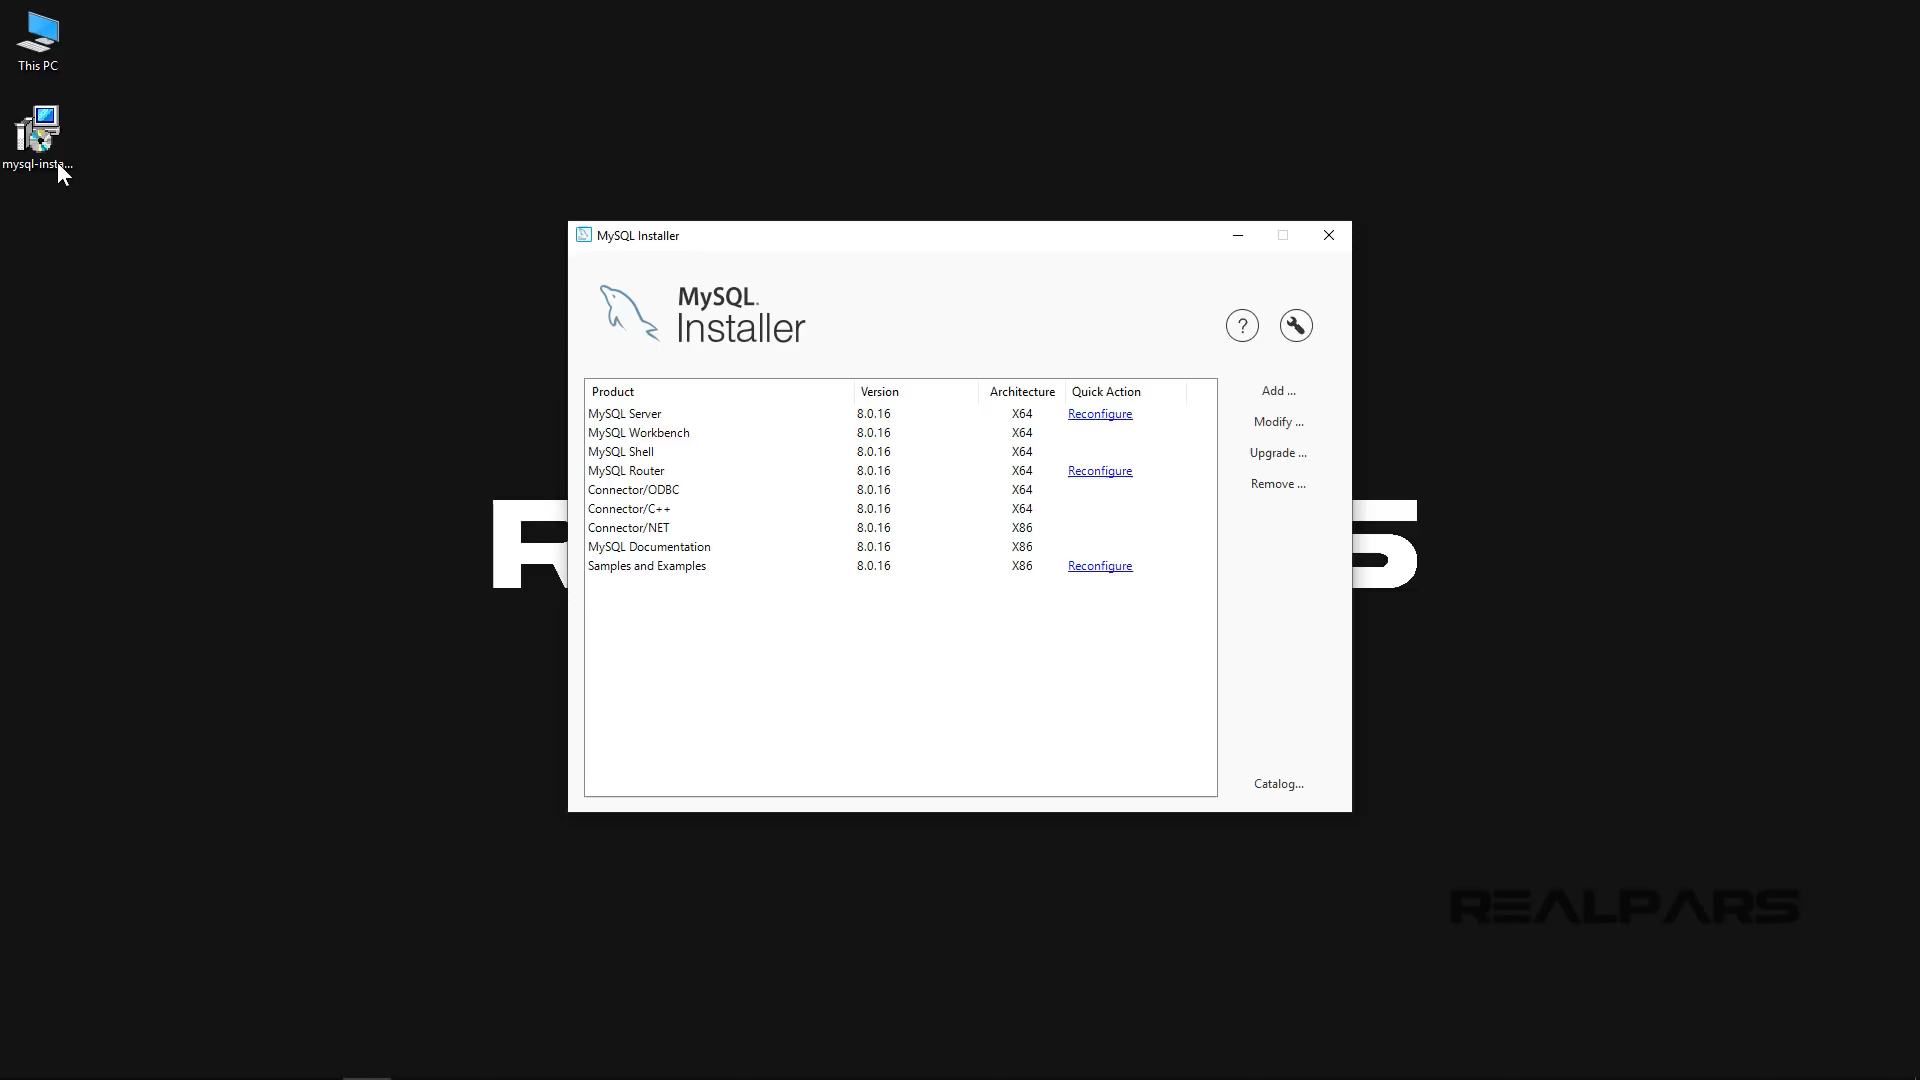 This PC
mysql-insta...
MySQL Installer
MySQL.
Installer
?
Product Version Architecture Quick Action
MySQL Server 8.0.16 X64 Reconfigure
MySQL Workbench 8.0.16 X64
MySQL Shell 8.0.16 X64
MySQL Router 8.0.16 X64 Reconfigure
Connector/ODBC 8.0.16 X64
Connector/C++ 8.0.16 X64
Connector/NET 8.0.16 X86
MySQL Documentation 8.0.16 X86
Samples and Examples 8.0.16 X86 Reconfigure
Add ...
Modify ...
Upgrade ...
Remove ...
Catalog...
REALPARS